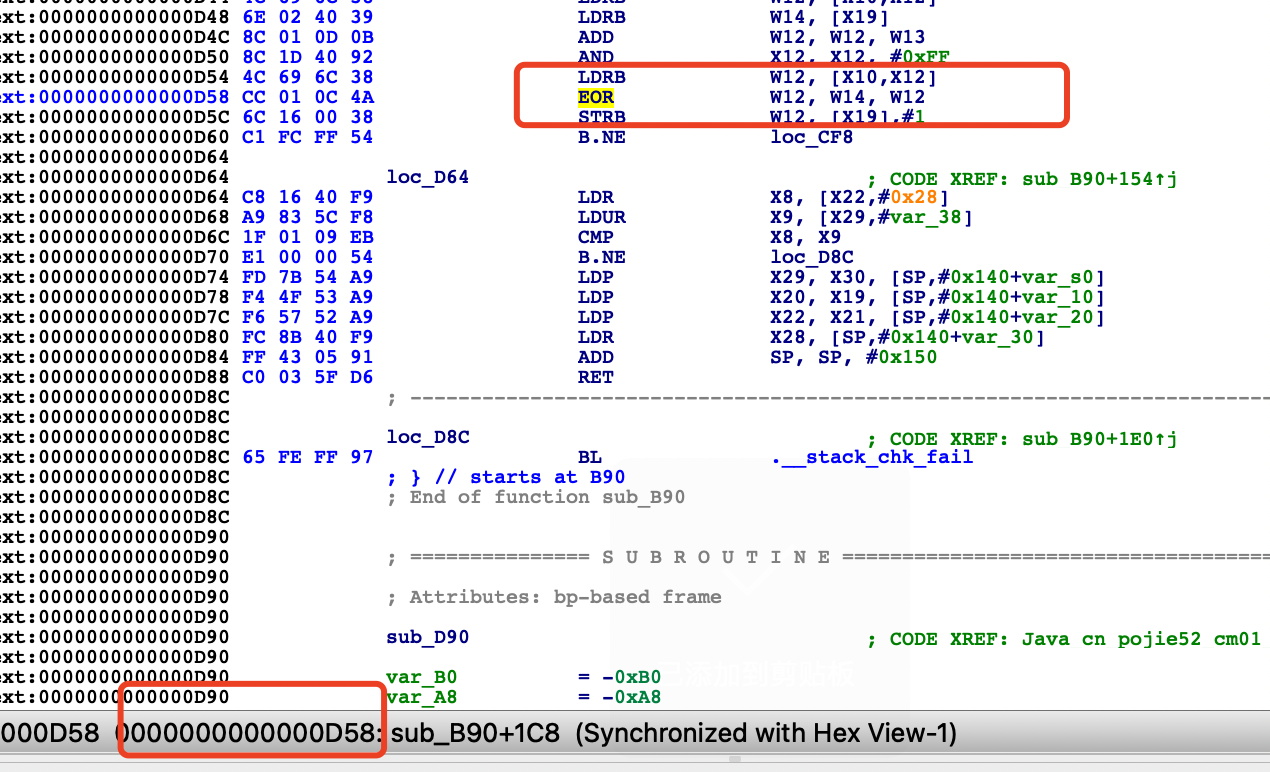 LDRB W12, [X10,X12]
ext:0000000000000D48 6E 02 40 39 LDRB W14, [X19]
ext:0000000000000D4C 8C 01 0D 0B ADD W12, W12, W13
ext:0000000000000D50 8C 1D 40 92 AND X12, X12, #0xFF
ext:0000000000000D54 4C 69 6C 38 LDRB W12, [X10,X12]
ext:0000000000000D58 CC 01 0C 4A EOR W12, W14, W12
ext:0000000000000D5C 6C 16 00 38 STRB W12, [X19],#1
ext:0000000000000D60 C1 FC FF 54 B.NE loc_CF8
ext:0000000000000D64
ext:0000000000000D64 loc_D64 ; CODE XREF: sub_B90+154↑j
ext:0000000000000D64 C8 16 40 F9 LDR X8, [X22,#0x28]
ext:0000000000000D68 A9 83 5C F8 LDUR X9, [X29,#var_38]
ext:0000000000000D6C 1F 01 09 EB CMP X8, X9
ext:0000000000000D70 E1 00 00 54 B.NE loc_D8C
ext:0000000000000D74 FD 7B 54 A9 LDP X29, X30, [SP,#0x140+var_s0]
ext:0000000000000D78 F4 4F 53 A9 LDP X20, X19, [SP,#0x140+var_10]
ext:0000000000000D7C F6 57 52 A9 LDP X22, X21, [SP,#0x140+var_20]
ext:0000000000000D80 FC 8B 40 F9 LDR X28, [SP,#0x140+var_30]
ext:0000000000000D84 FF 43 05 91 ADD SP, SP, #0x150
ext:0000000000000D88 C0 03 5F D6 RET
ext:0000000000000D8C ; ---------------------------------------------------------------------------
ext:0000000000000D8C
ext:0000000000000D8C loc_D8C ; CODE XREF: sub_B90+1E0↑j
ext:0000000000000D8C 65 FE FF 97 BL .__stack_chk_fail
ext:0000000000000D8C ; } // starts at B90
ext:0000000000000D8C ; End of function sub_B90
ext:0000000000000D8C
ext:0000000000000D90
ext:0000000000000D90 ; =============== S U B R O U T I N E =======================================
ext:0000000000000D90
ext:0000000000000D90 ; Attributes: bp-based frame
ext:0000000000000D90
ext:0000000000000D90 sub_D90 ; CODE XREF: Java_cn_pojie52_cm01
ext:0000000000000D90
ext:0000000000000D90 var_B0 = -0xB0
ext:0000000000000D90 var_A8 = -0xA8
已添加到剪贴板
000D58 0000000000000D58: sub_B90+1C8 (Synchronized with Hex View-1)